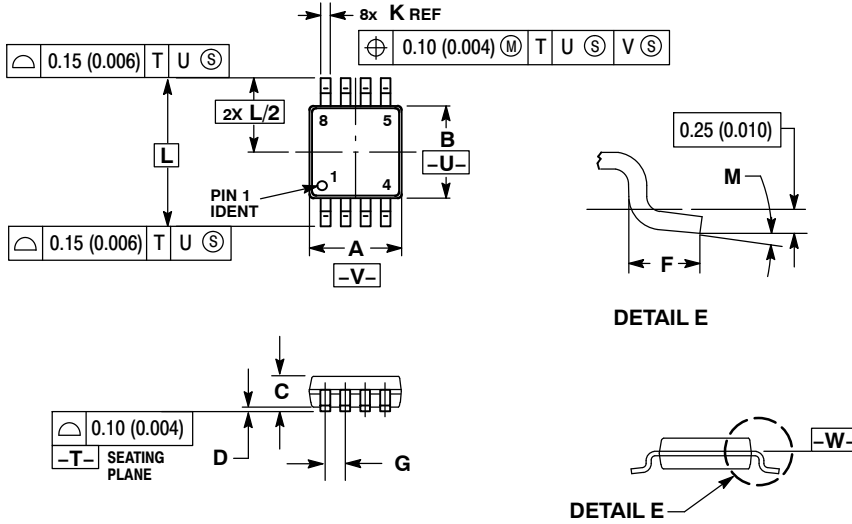 8x K REF
⌖ 0.10 (0.004) Ⓜ T U Ⓢ V Ⓢ
⌓ 0.15 (0.006) T U Ⓢ
2X L/2
8 5
B
-U-
L
1 4
PIN 1
IDENT
⌓ 0.15 (0.006) T U Ⓢ
A
-V-
0.25 (0.010)
M
F
DETAIL E
C
⌓ 0.10 (0.004)
-T- SEATING
PLANE
D
G
-W-
DETAIL E